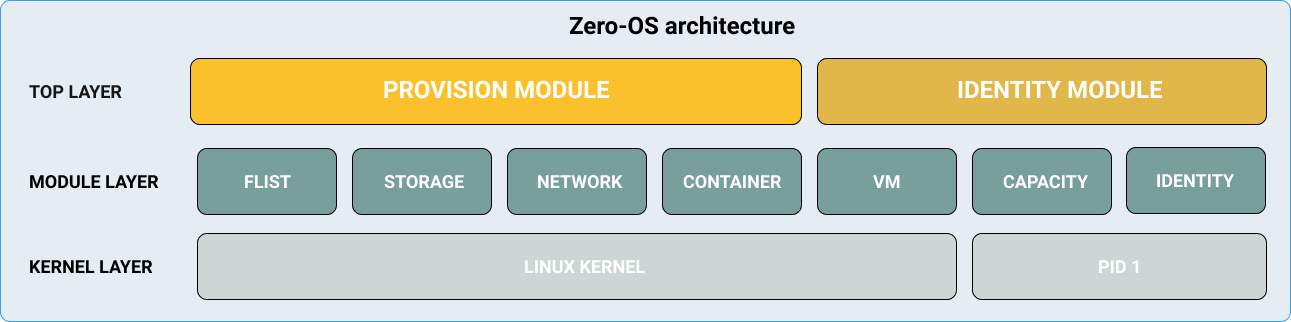 Zero-OS architecture
TOP LAYER
PROVISION MODULE
IDENTITY MODULE
MODULE LAYER
FLIST
STORAGE
NETWORK
CONTAINER
VM
CAPACITY
IDENTITY
KERNEL LAYER
LINUX KERNEL
PID 1